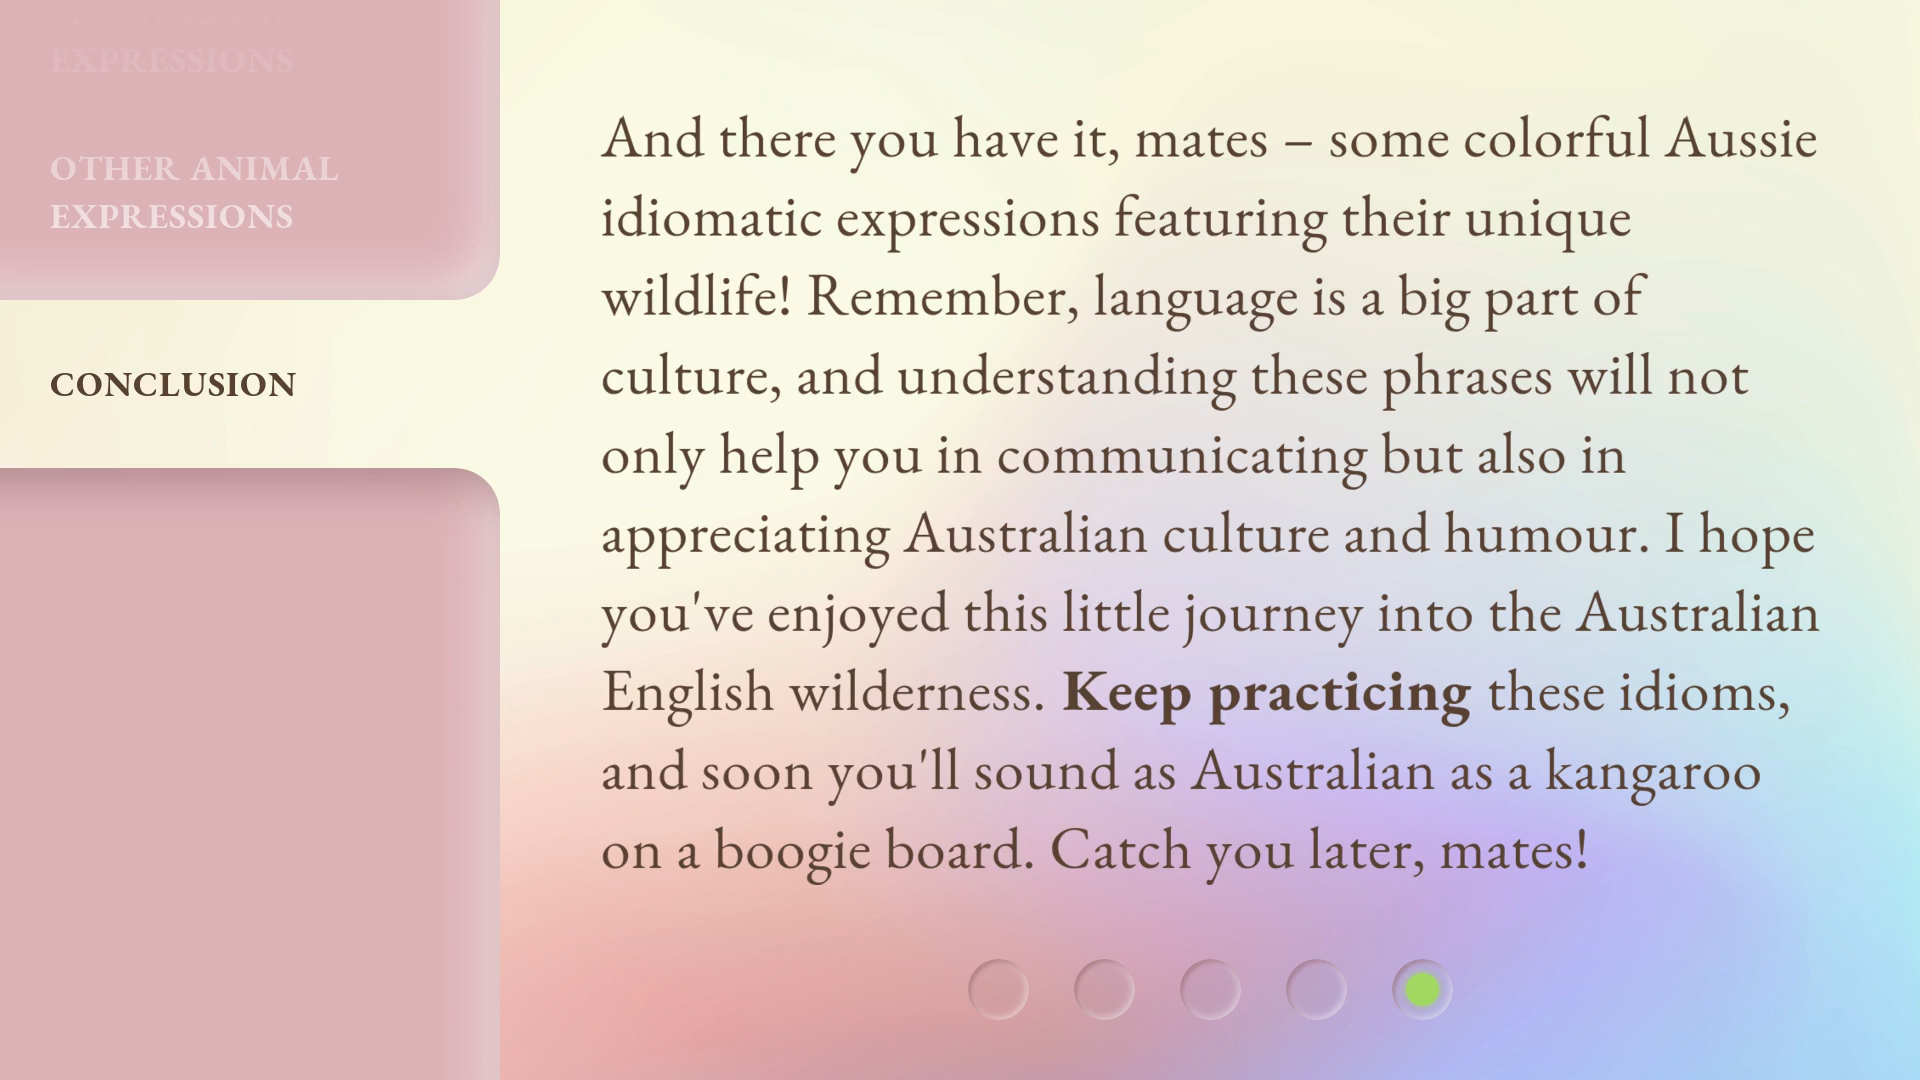 EXPRESSIONS
OTHER ANIMAL
EXPRESSIONS
CONCLUSION
And there you have it, mates – some colorful Aussie
idiomatic expressions featuring their unique
wildlife! Remember, language is a big part of
culture, and understanding these phrases will not
only help you in communicating but also in
appreciating Australian culture and humour. I hope
you've enjoyed this little journey into the Australian
English wilderness. Keep practicing these idioms,
and soon you'll sound as Australian as a kangaroo
on a boogie board. Catch you later, mates!